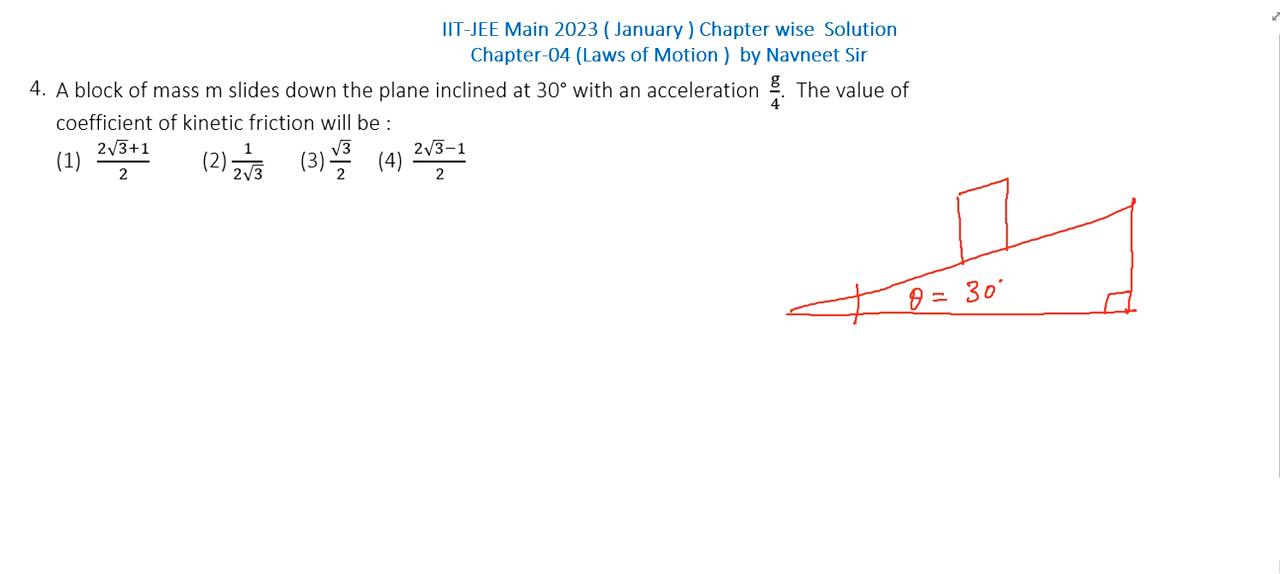 IIT-JEE Main 2023 ( January ) Chapter wise Solution
Chapter-04 (Laws of Motion ) by Navneet Sir
4. A block of mass m slides down the plane inclined at 30° with an acceleration g/4. The value of
coefficient of kinetic friction will be :
(1) (2√3+1)/2 (2) 1/(2√3) (3) √3/2 (4) (2√3−1)/2
θ = 30°